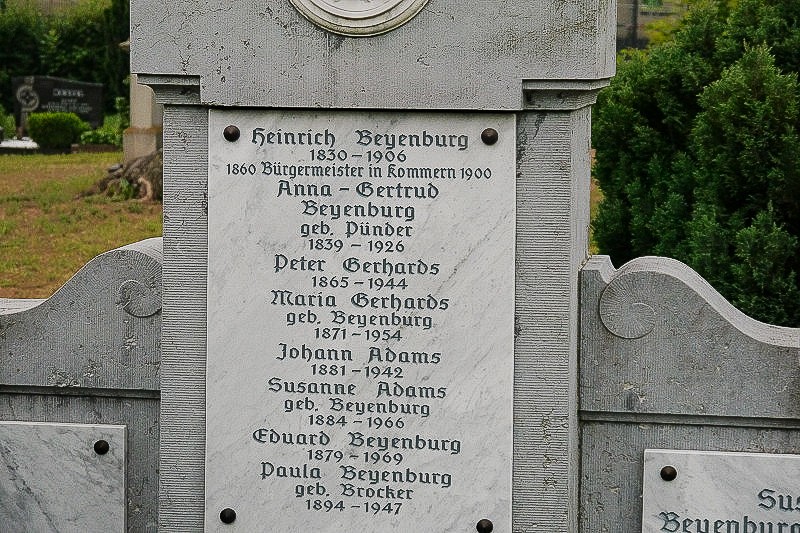 Heinrich Beyenburg
1830-1906
1860 Bürgermeister in Kommern 1900
Anna-Gertrud
Beyenburg
geb. Pünder
1839-1926
Peter Gerhards
1865-1944
Maria Gerhards
geb. Beyenburg
1871-1954
Johann Adams
1881-1942
Susanne Adams
geb. Beyenburg
1884-1966
Eduard Beyenburg
1879-1969
Paula Beyenburg
geb. Brocker
1894-1947